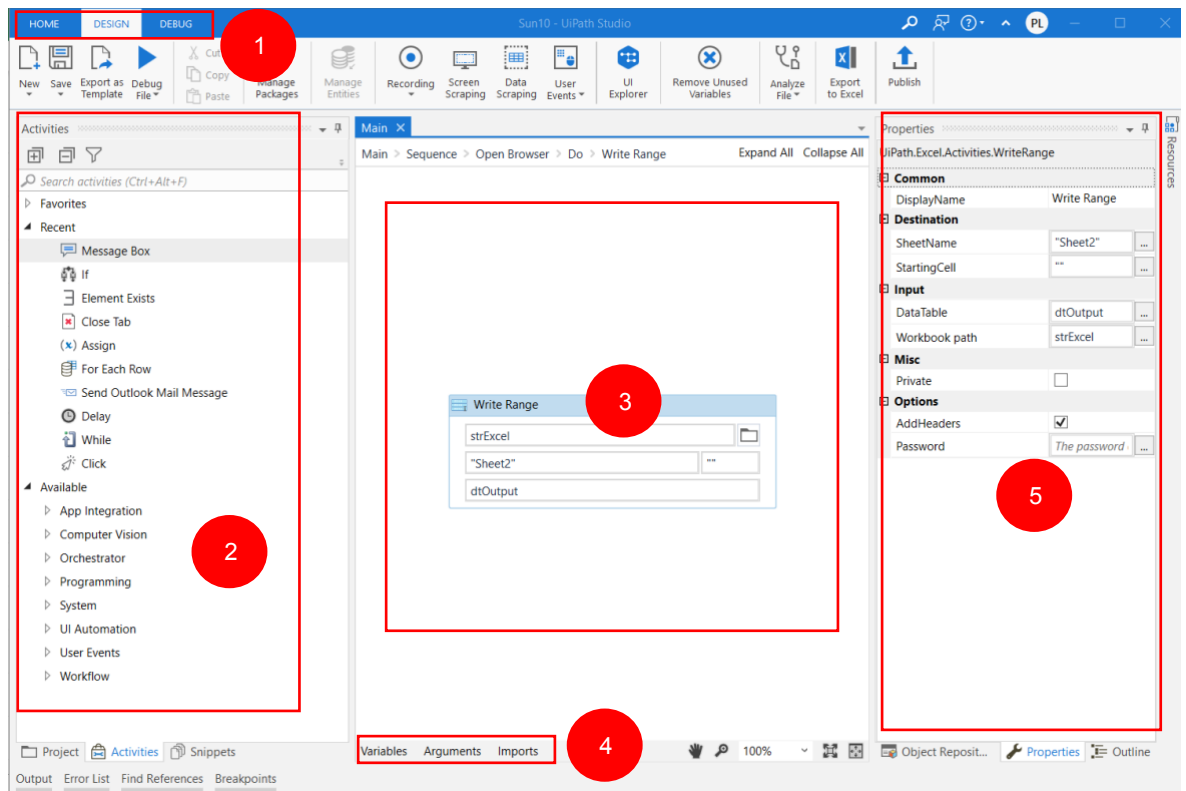 HOME DESIGN DEBUG Sun10 - UiPath Studio PL
1
New Save Export as Template Debug File Cut Copy Paste Manage Packages Manage Entities Recording Screen Scraping Data Scraping User Events UI Explorer Remove Unused Variables Analyze File Export to Excel Publish
Activities
Search activities (Ctrl+Alt+F)
Favorites
Recent
Message Box
If
Element Exists
Close Tab
(x) Assign
For Each Row
Send Outlook Mail Message
Delay
While
Click
Available
App Integration
Computer Vision
Orchestrator
Programming
System
UI Automation
User Events
Workflow
2
Project Activities Snippets
Output Error List Find References Breakpoints
Main
Main > Sequence > Open Browser > Do > Write Range Expand All Collapse All
Write Range
3
strExcel
"Sheet2" ""
dtOutput
Variables Arguments Imports
4
100%
Properties
UiPath.Excel.Activities.WriteRange
Common
DisplayName Write Range
Destination
SheetName "Sheet2" ...
StartingCell "" ...
Input
DataTable dtOutput ...
Workbook path strExcel ...
Misc
Private
Options
AddHeaders
Password The password ...
5
Object Reposit... Properties Outline
Resources